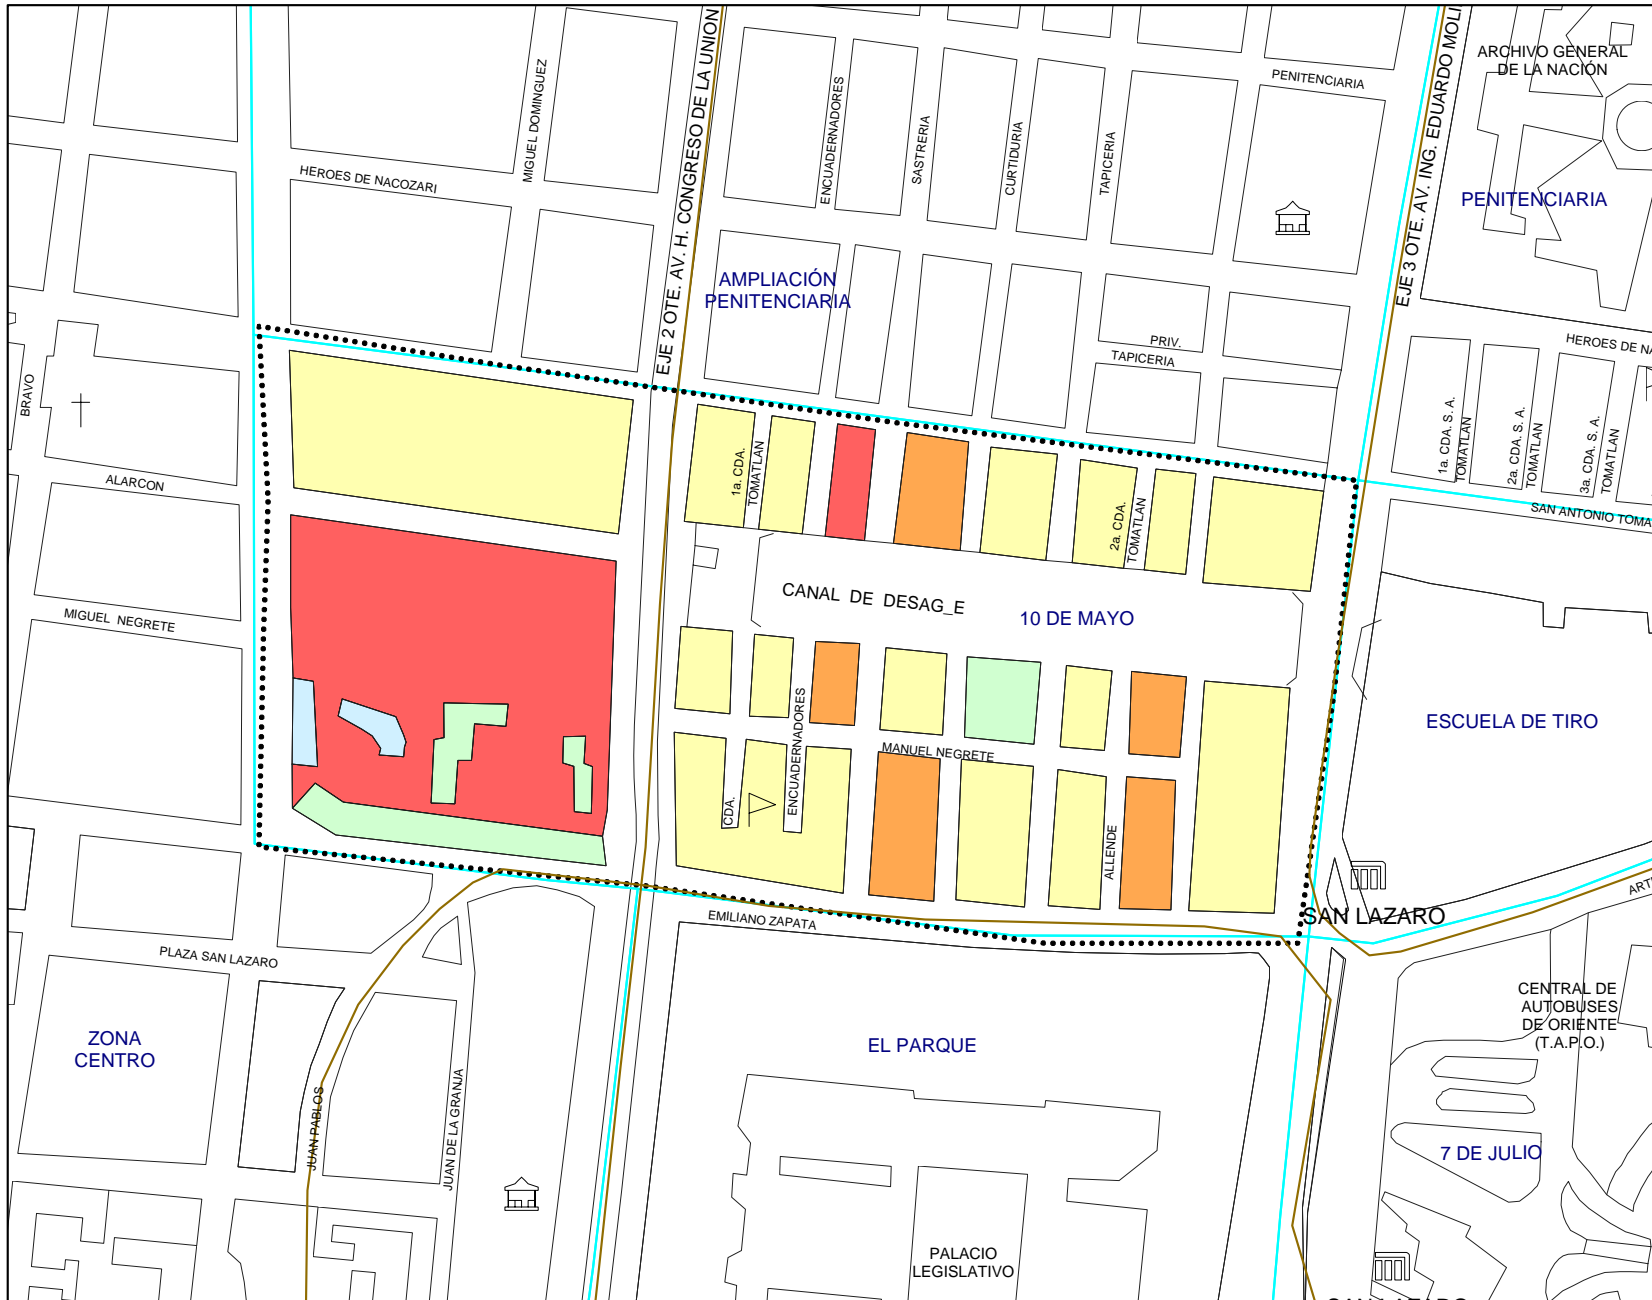 ARCHIVO GENERAL
DE LA NACIÓN
PENITENCIARIA
MIGUEL DOMINGUEZ
EJE 2 OTE. AV. H. CONGRESO DE LA UNION
ENCUADERNADORES
SASTRERIA
CURTIDURIA
TAPICERIA
EJE 3 OTE. AV. ING. EDUARDO MOLI
HEROES DE NACOZARI
PENITENCIARIA
AMPLIACIÓN
PENITENCIARIA
PRIV.
TAPICERIA
HEROES DE NA
BRAVO
1a. CDA.
TOMATLAN
2a. CDA.
TOMATLAN
1a. CDA. S. A.
TOMATLAN
2a. CDA. S. A.
TOMATLAN
3a. CDA. S. A.
TOMATLAN
SAN ANTONIO TOMA
ALARCON
CANAL DE DESAG_E
10 DE MAYO
MIGUEL NEGRETE
ESCUELA DE TIRO
MANUEL NEGRETE
CDA.
ENCUADERNADORES
ALLENDE
EMILIANO ZAPATA
SAN LAZARO
ART
PLAZA SAN LAZARO
CENTRAL DE
AUTOBUSES
DE ORIENTE
(T.A.P.O.)
ZONA
CENTRO
EL PARQUE
JUAN PABLOS
JUAN DE LA GRANJA
7 DE JULIO
PALACIO
LEGISLATIVO
SAN LAZARO